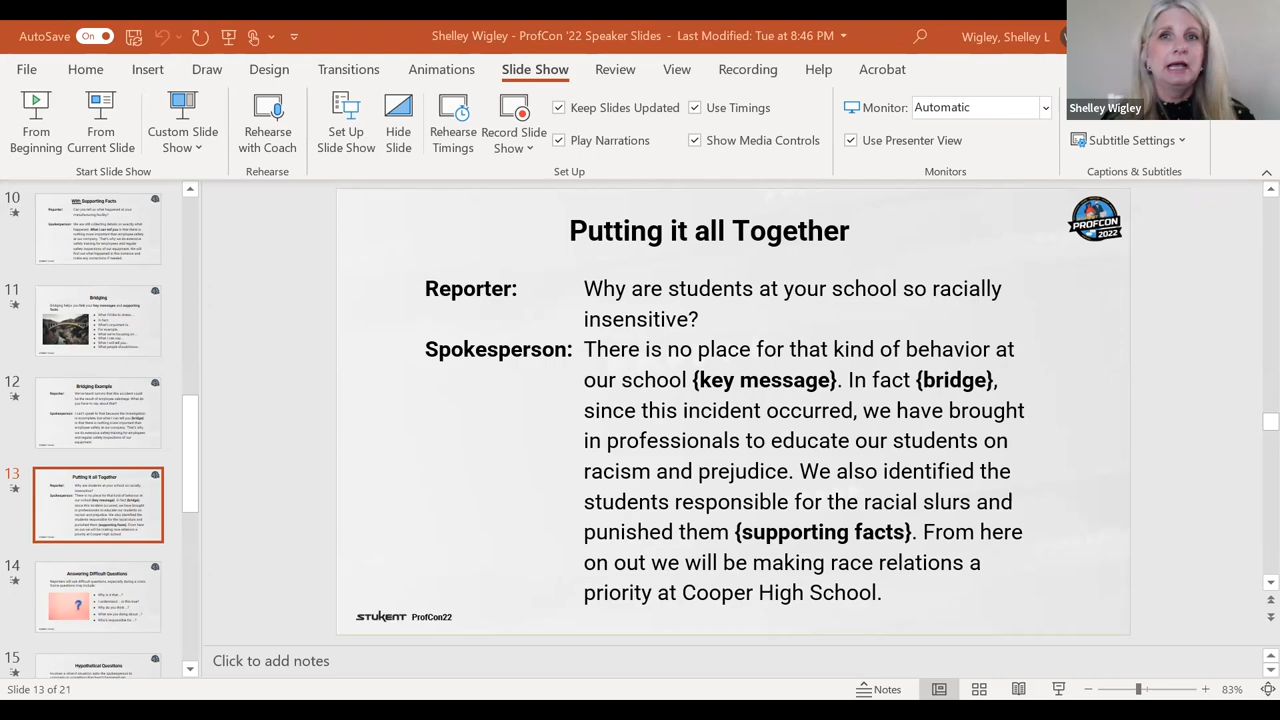 AutoSave On
Shelley Wigley - ProfCon '22 Speaker Slides - Last Modified: Tue at 8:46 PM
Wigley, Shelley L
Shelley Wigley
File Home Insert Draw Design Transitions Animations Slide Show Review View Recording Help Acrobat
From Beginning
From Current Slide
Custom Slide Show
Rehearse with Coach
Set Up Slide Show
Hide Slide
Rehearse Timings
Record Slide Show
Keep Slides Updated
Use Timings
Play Narrations
Show Media Controls
Monitor: Automatic
Use Presenter View
Subtitle Settings
Start Slide Show
Rehearse
Set Up
Monitors
Captions & Subtitles
10
With Supporting Facts
11
Bridging
12
Bridging Example
13
Putting it all Together
14
Answering Difficult Questions
15
Hypothetical Questions
Putting it all Together
PROFCON
2022
Reporter: Why are students at your school so racially
insensitive?
Spokesperson: There is no place for that kind of behavior at
our school {key message}. In fact {bridge},
since this incident occurred, we have brought
in professionals to educate our students on
racism and prejudice. We also identified the
students responsible for the racial slurs and
punished them {supporting facts}. From here
on out we will be making race relations a
priority at Cooper High School.
STUKENT ProfCon22
Click to add notes
Slide 13 of 21
Notes
83%